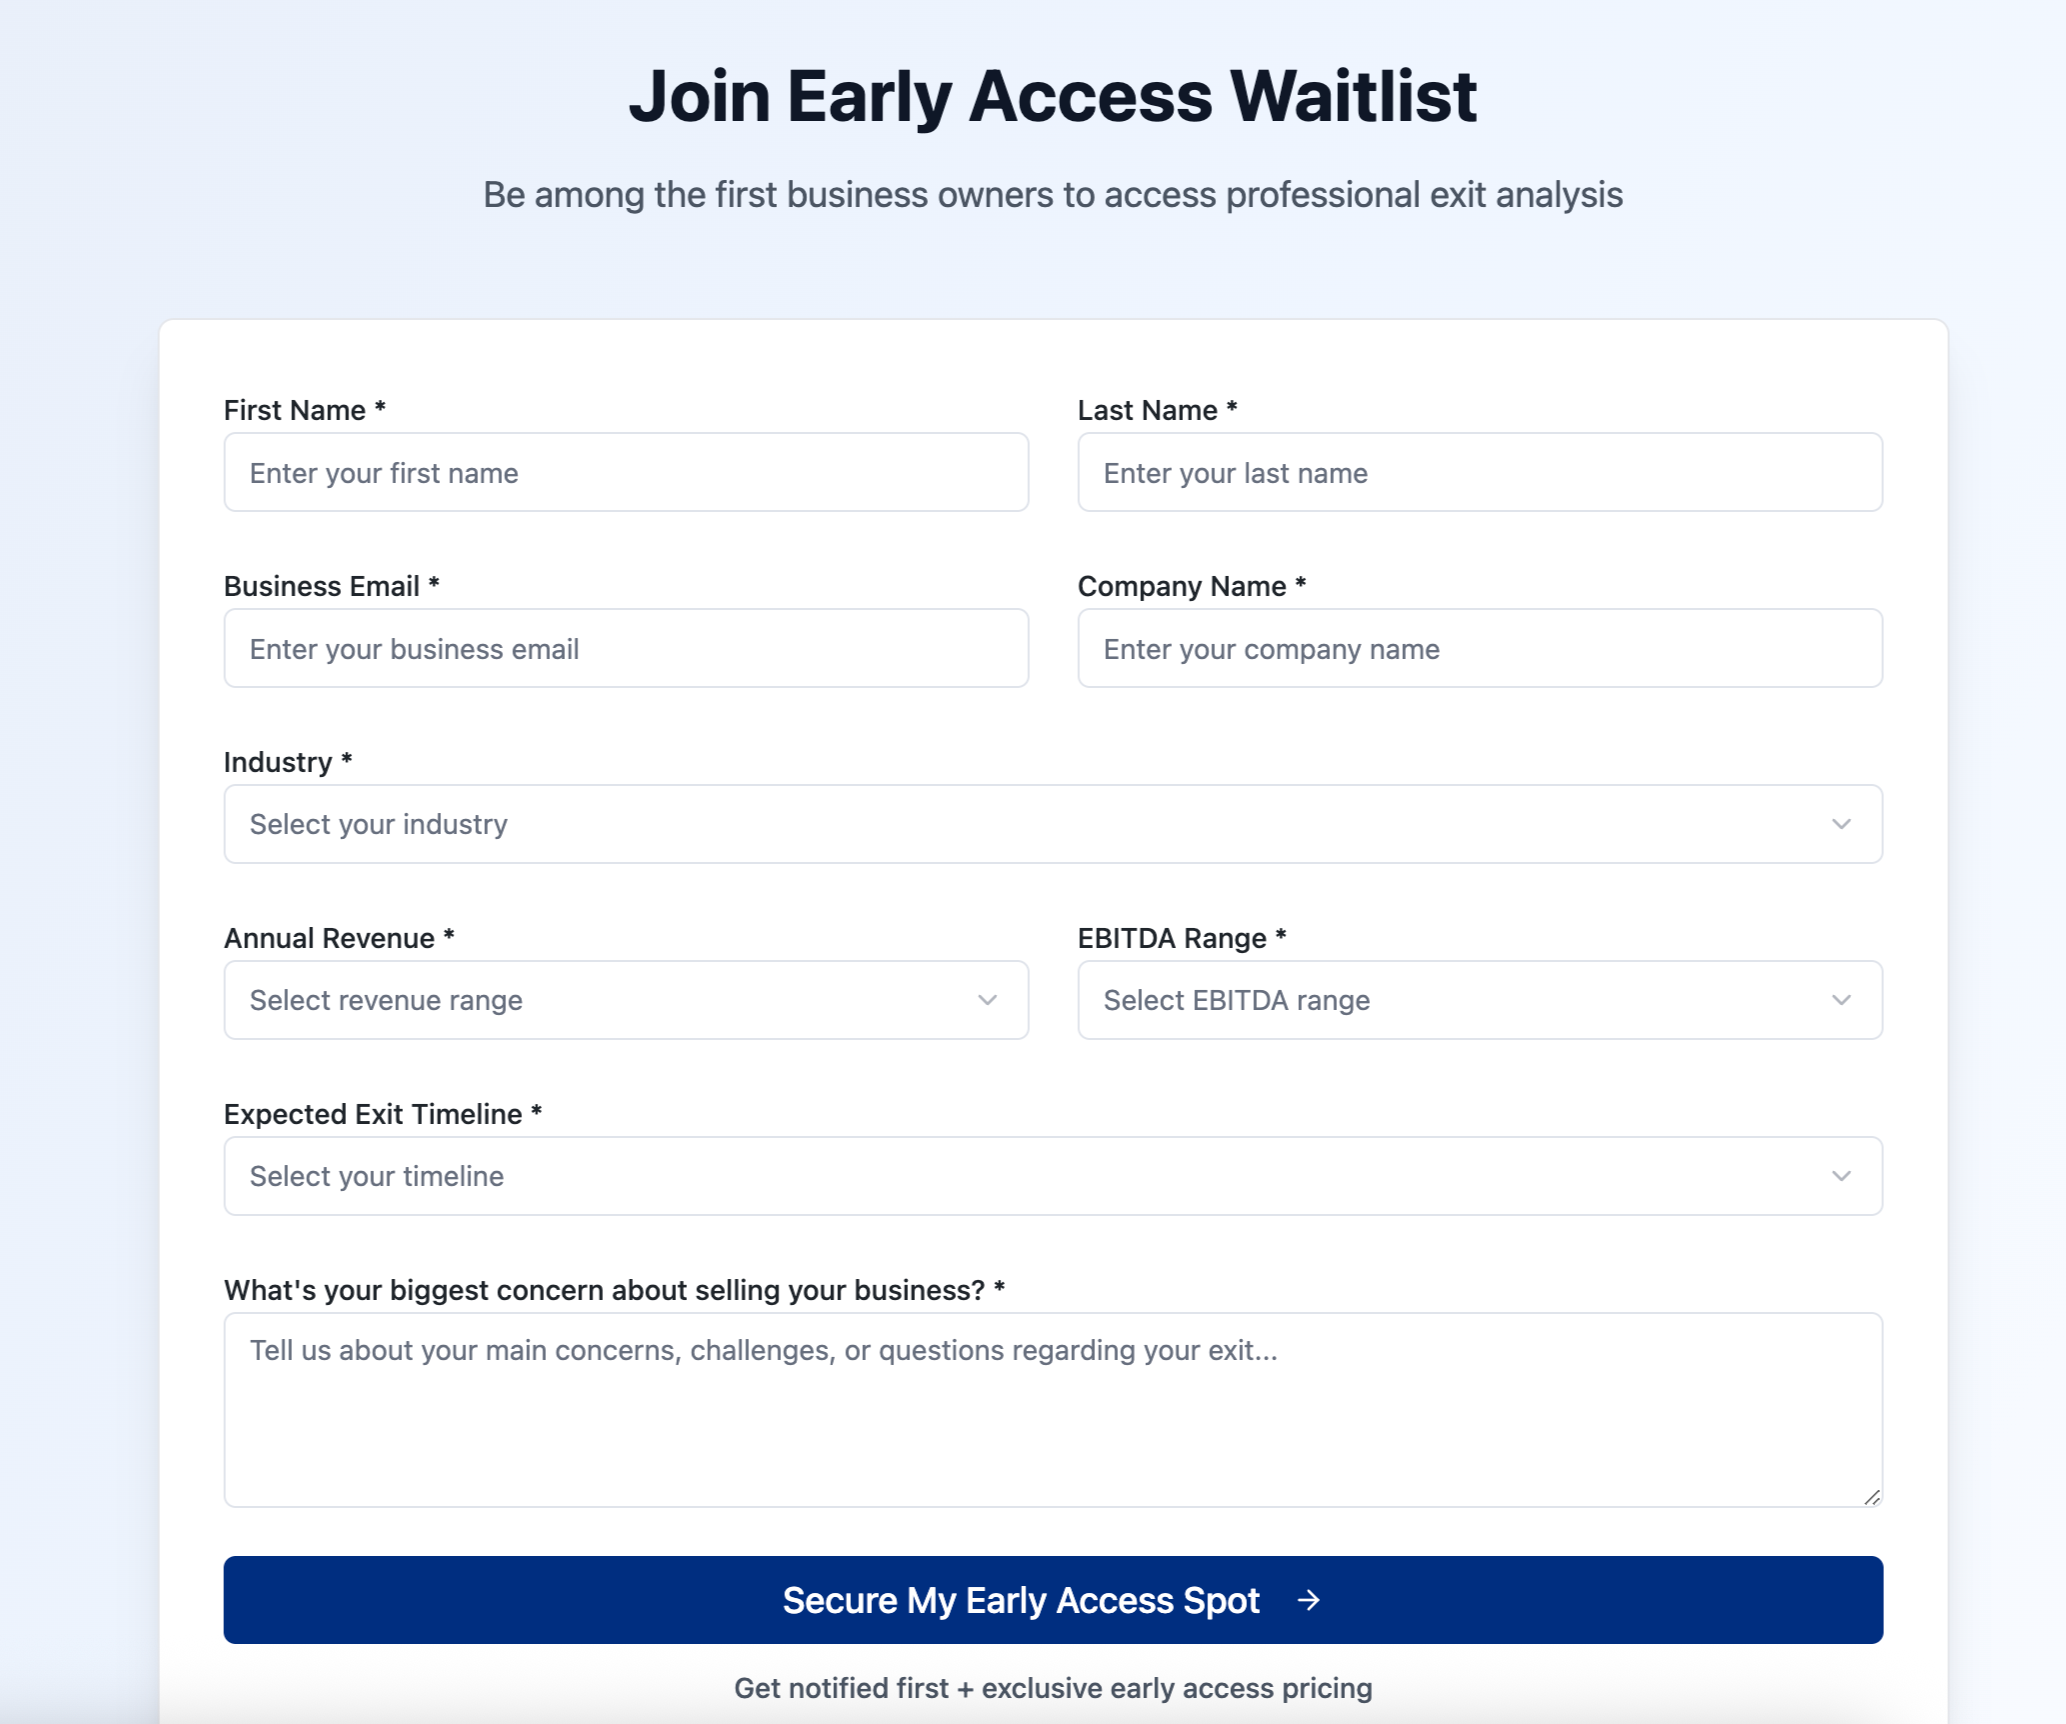 Join Early Access Waitlist
Be among the first business owners to access professional exit analysis
First Name *
Last Name *
Enter your first name
Enter your last name
Business Email *
Company Name *
Enter your business email
Enter your company name
Industry *
Select your industry
Annual Revenue *
EBITDA Range *
Select revenue range
Select EBITDA range
Expected Exit Timeline *
Select your timeline
What's your biggest concern about selling your business? *
Tell us about your main concerns, challenges, or questions regarding your exit...
Secure My Early Access Spot →
Get notified first + exclusive early access pricing